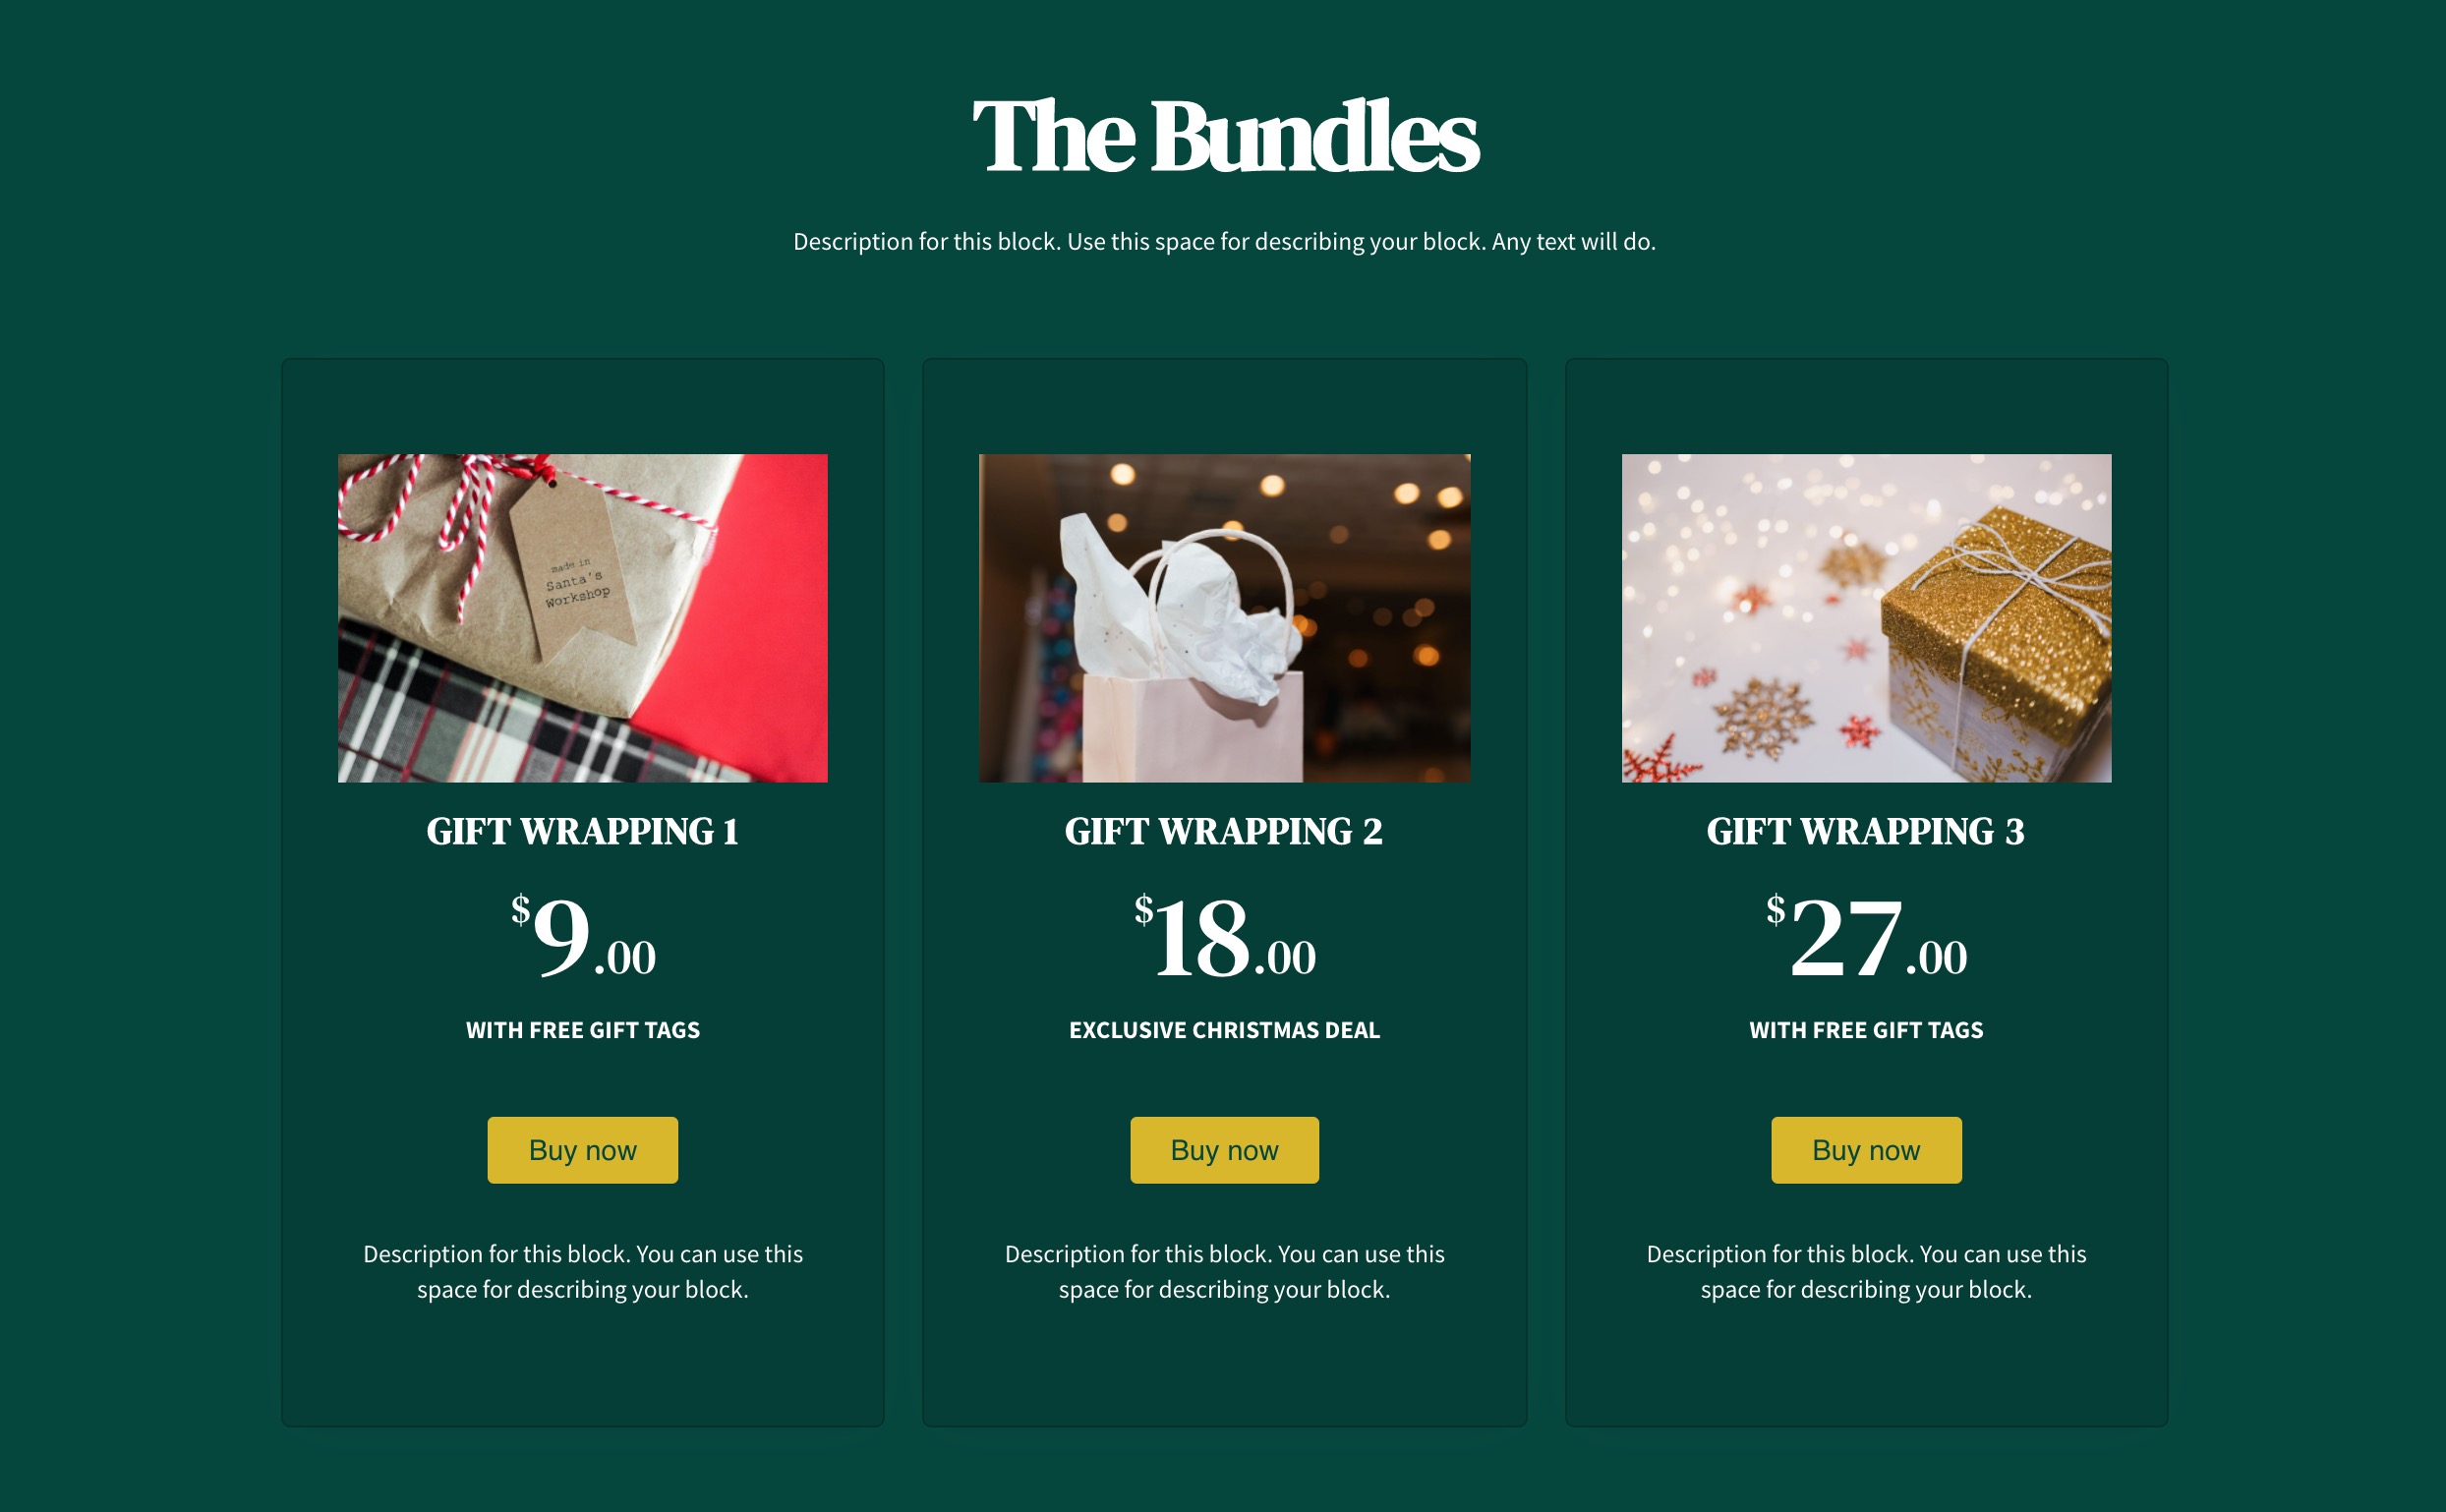 The Bundles
Description for this block. Use this space for describing your block. Any text will do.
made in
Santa's
Workshop
GIFT WRAPPING 1
$9.00
WITH FREE GIFT TAGS
Buy now
Description for this block. You can use this
space for describing your block.
GIFT WRAPPING 2
$18.00
EXCLUSIVE CHRISTMAS DEAL
Buy now
Description for this block. You can use this
space for describing your block.
GIFT WRAPPING 3
$27.00
WITH FREE GIFT TAGS
Buy now
Description for this block. You can use this
space for describing your block.